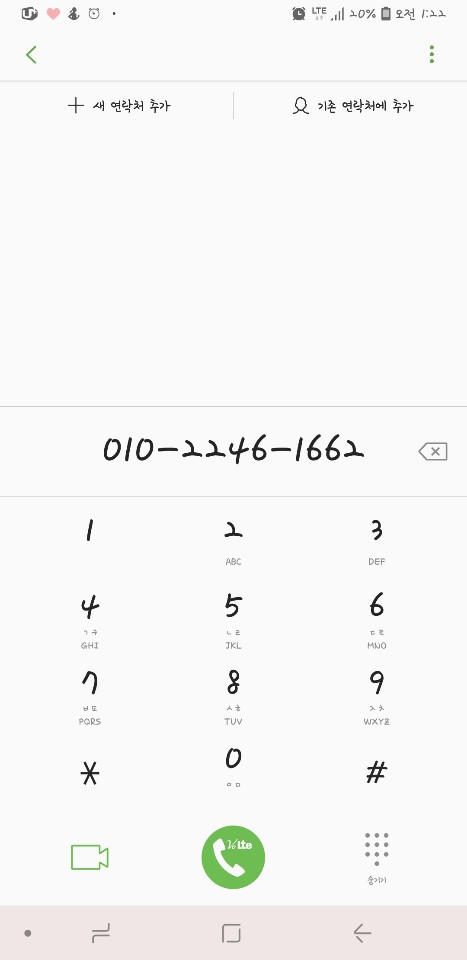 U+ LTE 20% 오전 1:22
새 연락처 추가 기존 연락처에 추가
010-2246-1662
1 2 3
ABC DEF
4 5 6
ㄱㅋ ㄴㄹ ㄷㅌ
GHI JKL MNO
7 8 9
ㅂㅍ ㅅㅎ ㅈㅊ
PQRS TUV WXYZ
* 0 #
ㅇㅁ
VoLTE
숨기기